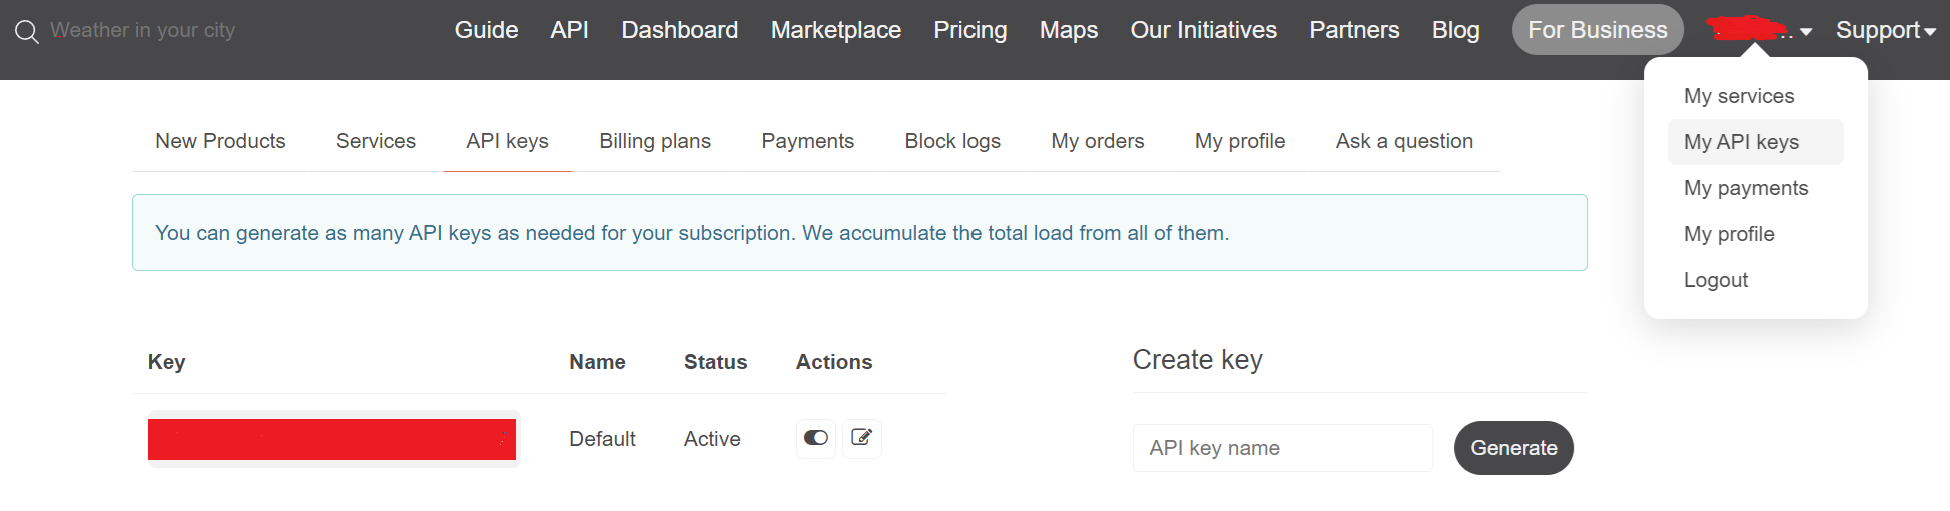 Weather in your city
Guide API Dashboard Marketplace Pricing Maps Our Initiatives Partners Blog For Business Support
My services
My API keys
My payments
My profile
Logout
New Products Services API keys Billing plans Payments Block logs My orders My profile Ask a question
You can generate as many API keys as needed for your subscription. We accumulate the total load from all of them.
Key Name Status Actions
Default Active
Create key
API key name Generate